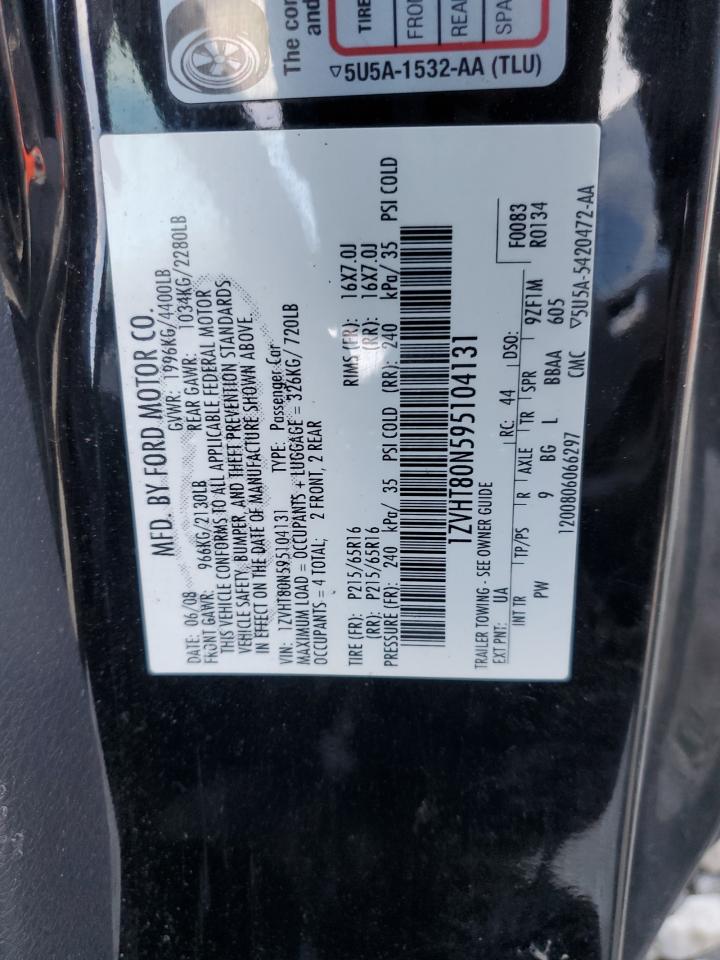 The co
and
TIRE
FRO
REA
SPA
▽5U5A-1532-AA (TLU)
MFD. BY FORD MOTOR CO.
DATE: 06/08 GVWR: 1996KG/4400LB
FRONT GAWR: 966KG/2130LB REAR GAWR: 1034KG/2280LB
THIS VEHICLE CONFORMS TO ALL APPLICABLE FEDERAL MOTOR
VEHICLE SAFETY, BUMPER, AND THEFT PREVENTION STANDARDS
IN EFFECT ON THE DATE OF MANUFACTURE SHOWN ABOVE.
VIN: 1ZVHT80N595104131 TYPE: Passenger Car
MAXIMUM LOAD = OCCUPANTS + LUGGAGE = 326KG/ 720LB
OCCUPANTS = 4 TOTAL; 2 FRONT, 2 REAR
TIRE (FR): P215/65R16 RIMS (FR): 16X7.0J
(RR): P215/65R16 (RR): 16X7.0J
PRESSURE (FR): 240 kPa/ 35 PSI COLD (RR): 240 kPa/ 35 PSI COLD
1ZVHT80N595104131
TRAILER TOWING - SEE OWNER GUIDE
EXT PNT: UA RC: 44 DSO: F0083
R0134
INT TR TP/PS R AXLE TR SPR 9ZF1M
PW 9 BG L BBAA 605
1200806066297 CMC ▽5U5A-5420472-AA